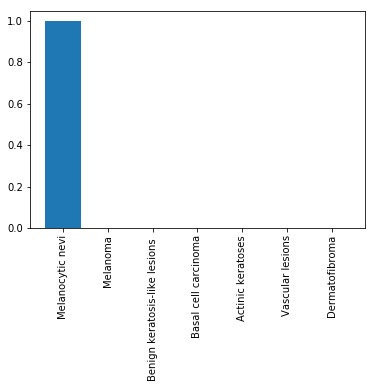 1.0
0.8
0.6
0.4
0.2
0.0
Melanocytic nevi
Melanoma
Benign keratosis-like lesions
Basal cell carcinoma
Actinic keratoses
Vascular lesions
Dermatofibroma